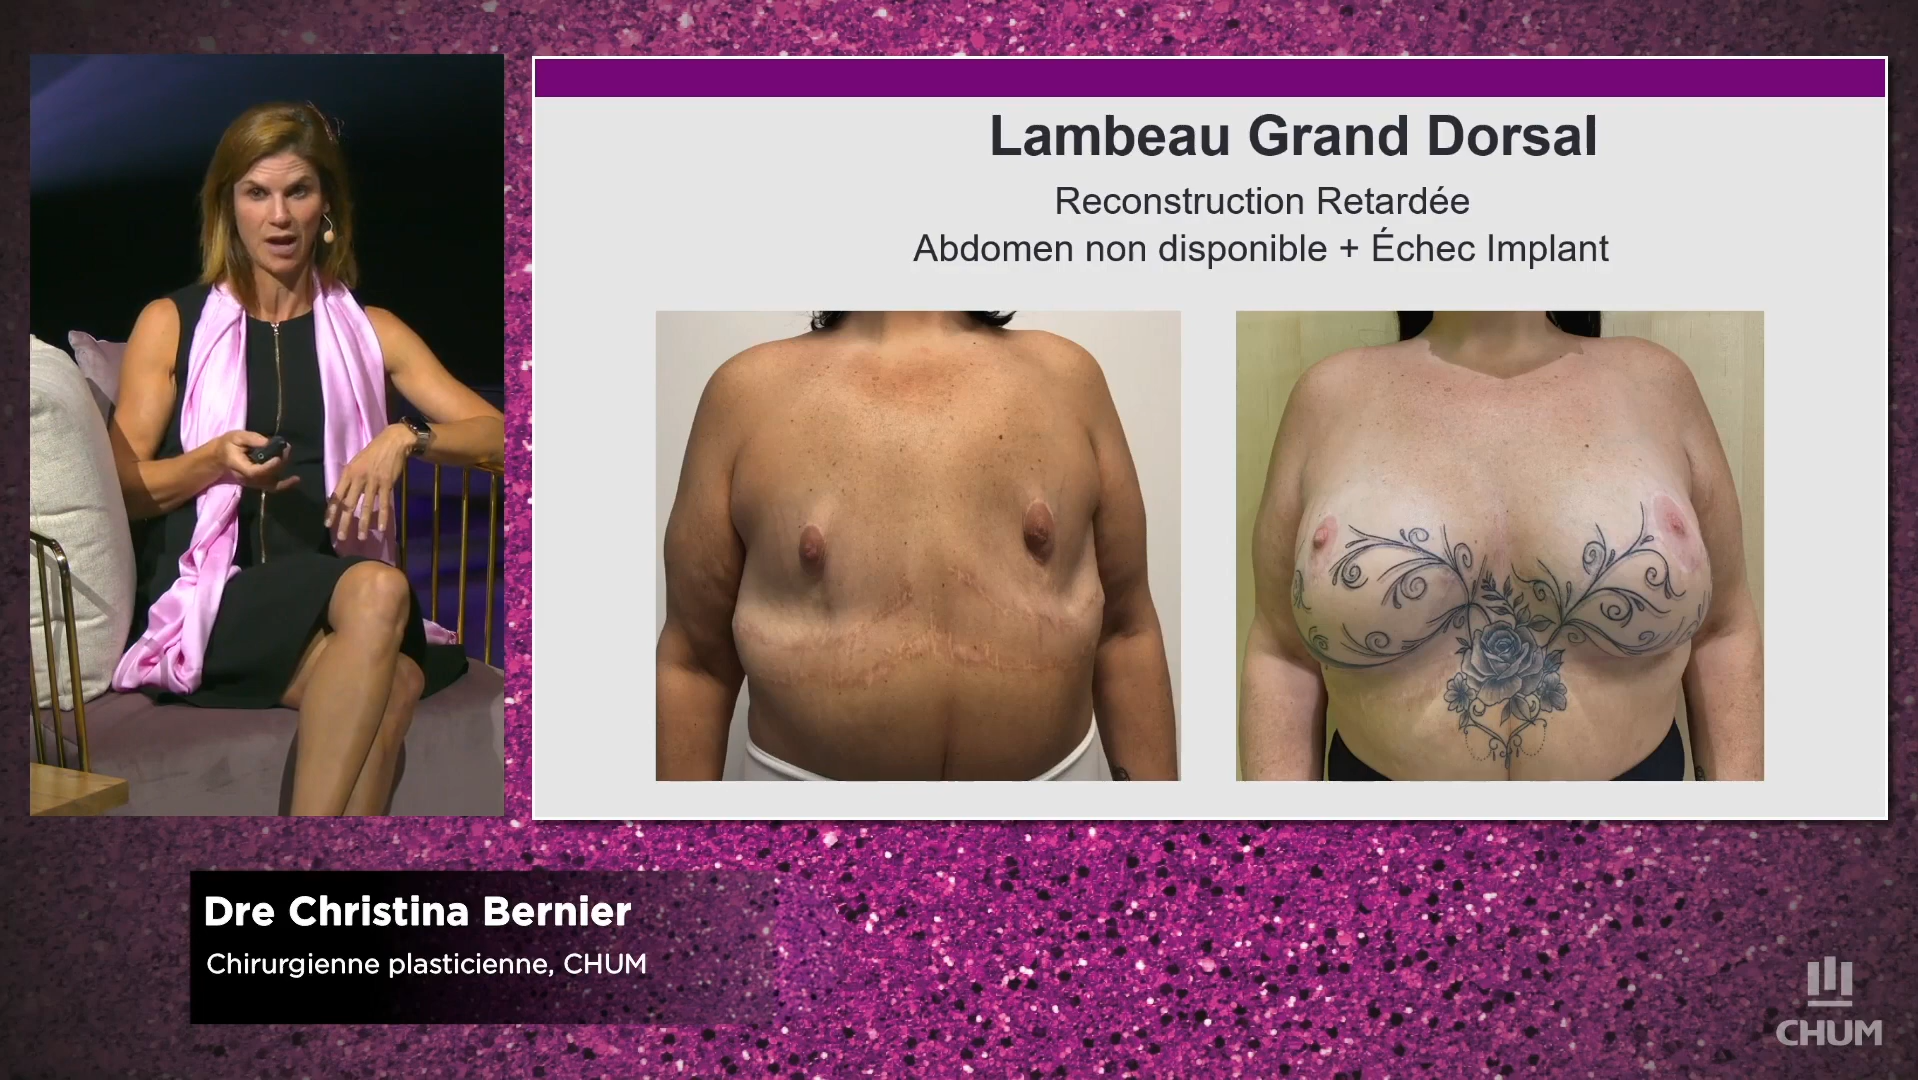 Lambeau Grand Dorsal
Reconstruction Retardée
Abdomen non disponible + Échec Implant
Dre Christina Bernier
Chirurgienne plasticienne, CHUM
CHUM